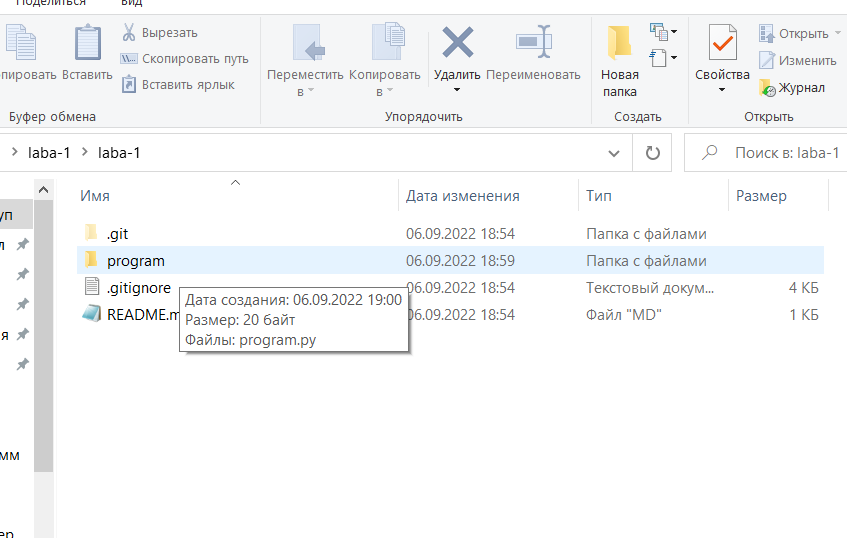 Поделиться Вид
Вырезать
Скопировать путь
Вставить ярлык
Вставить
Буфер обмена
Переместить в
Копировать в
Удалить
Переименовать
Упорядочить
Новая папка
Создать
Свойства
Открыть
Изменить
Журнал
Открыть
laba-1 laba-1
Поиск в: laba-1
Имя Дата изменения Тип Размер
.git 06.09.2022 18:54 Папка с файлами
program 06.09.2022 18:59 Папка с файлами
.gitignore 06.09.2022 18:54 Текстовый докум... 4 КБ
README.m 06.09.2022 18:54 Файл "MD" 1 КБ
Дата создания: 06.09.2022 19:00
Размер: 20 байт
Файлы: program.py